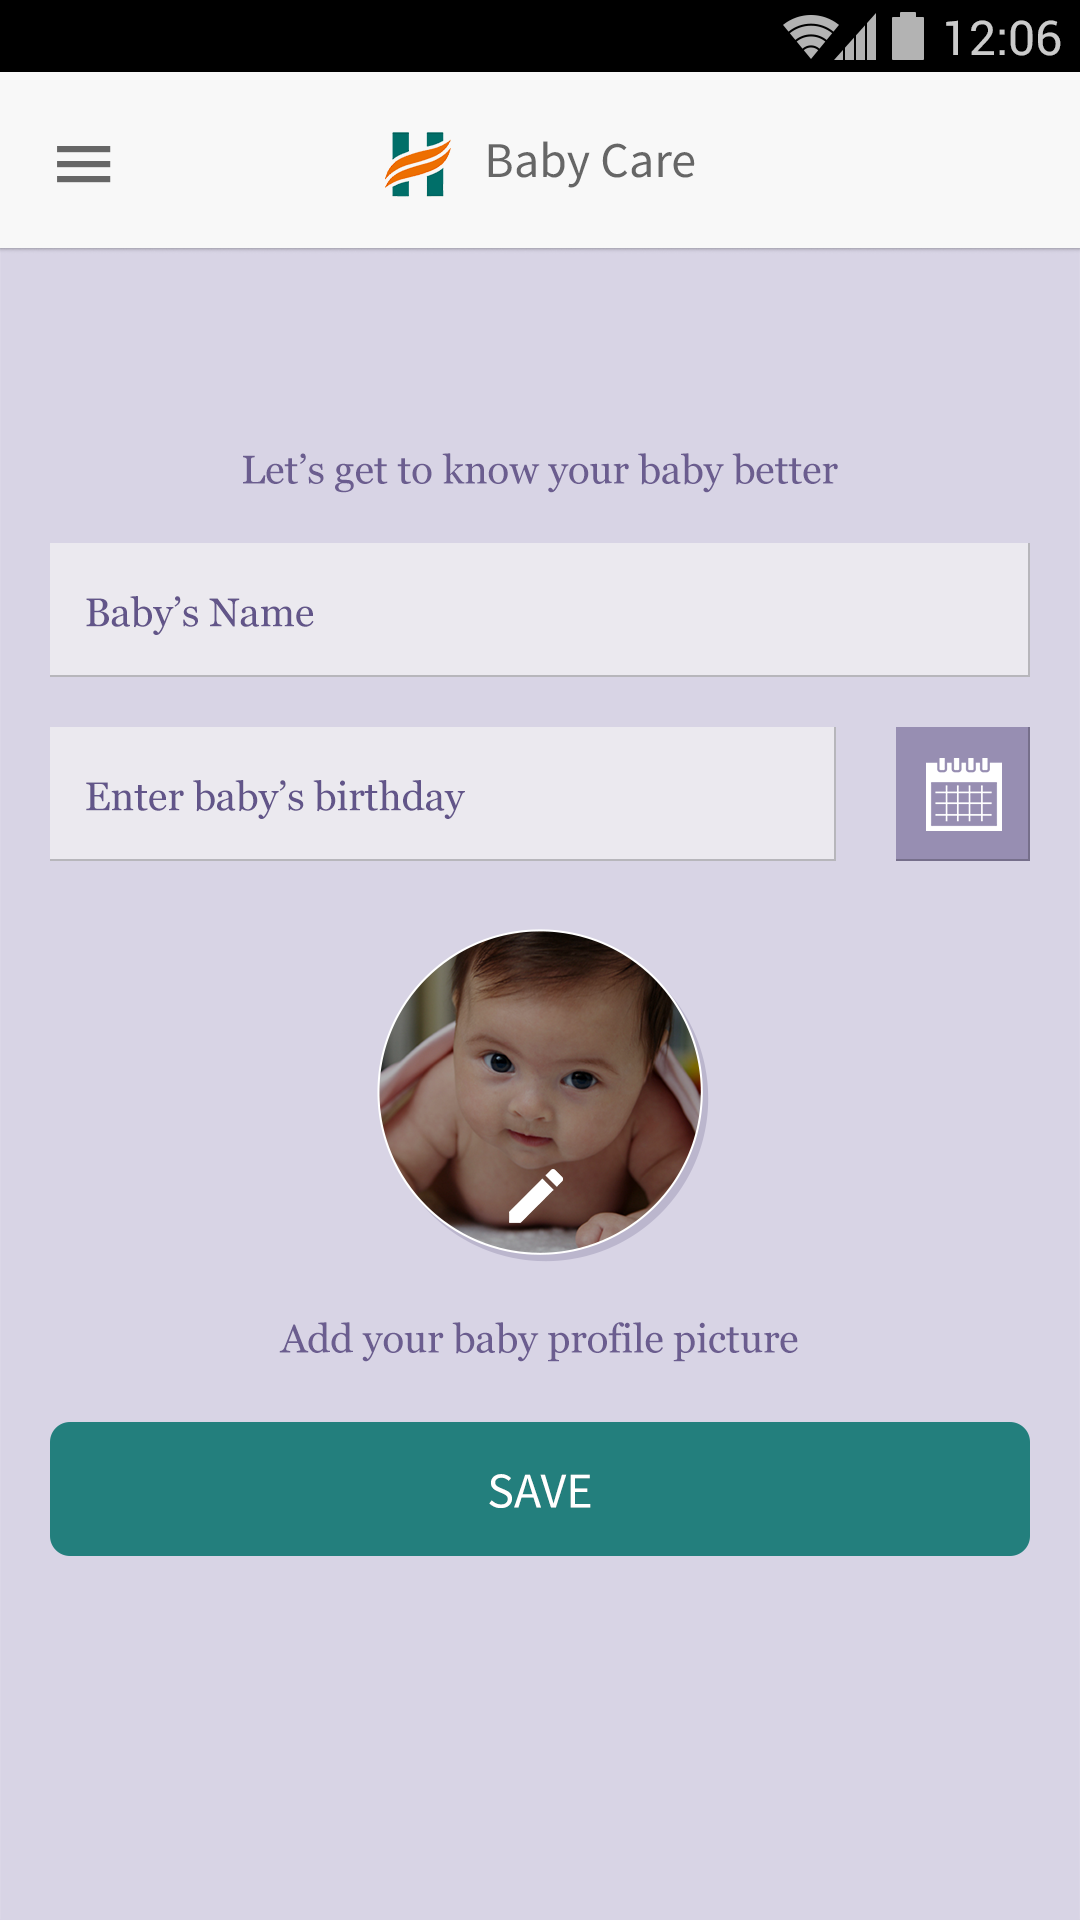 12:06
Baby Care
Let’s get to know your baby better
Baby’s Name
Enter baby’s birthday
Add your baby profile picture
SAVE